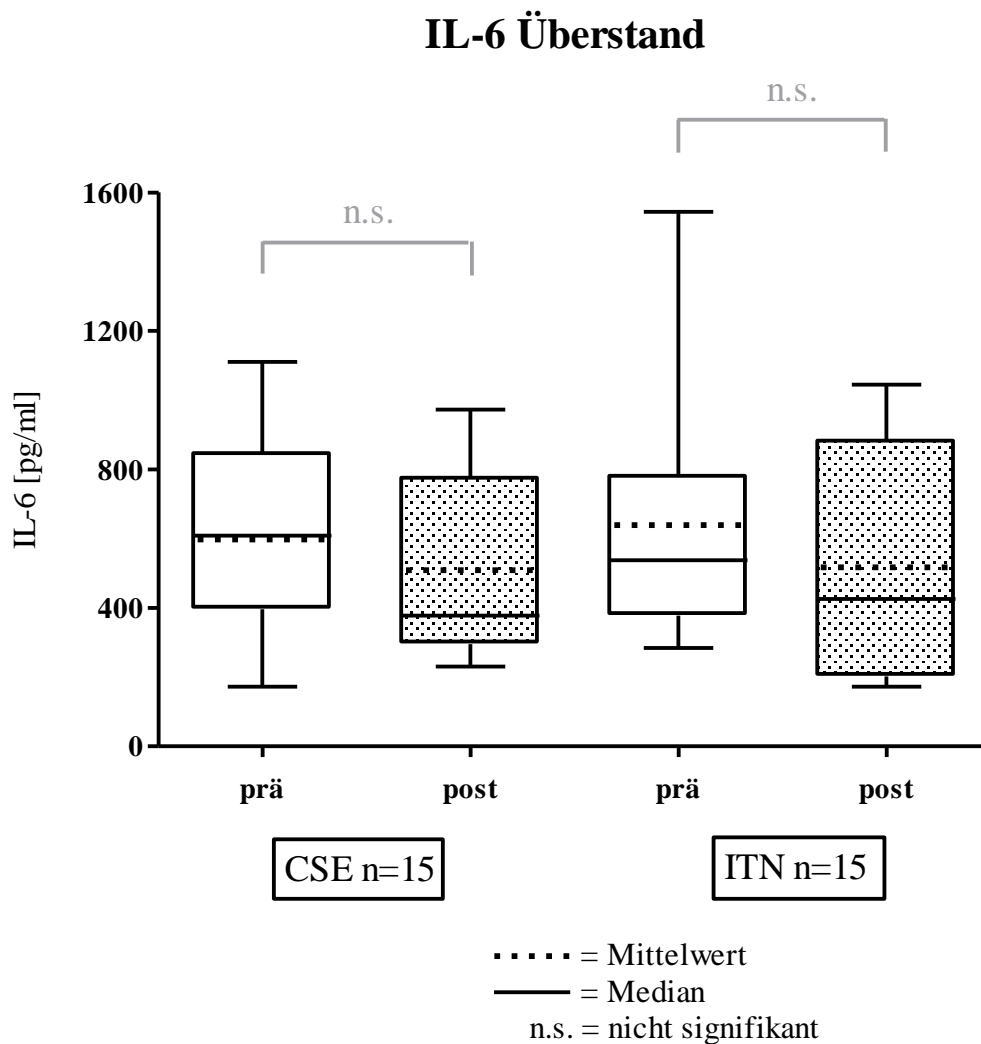 IL-6 Überstand
n.s.
n.s.
1600
1200
800
400
0
IL-6 [pg/ml]
prä post prä post
CSE n=15 ITN n=15
= Mittelwert
= Median
n.s. = nicht signifikant